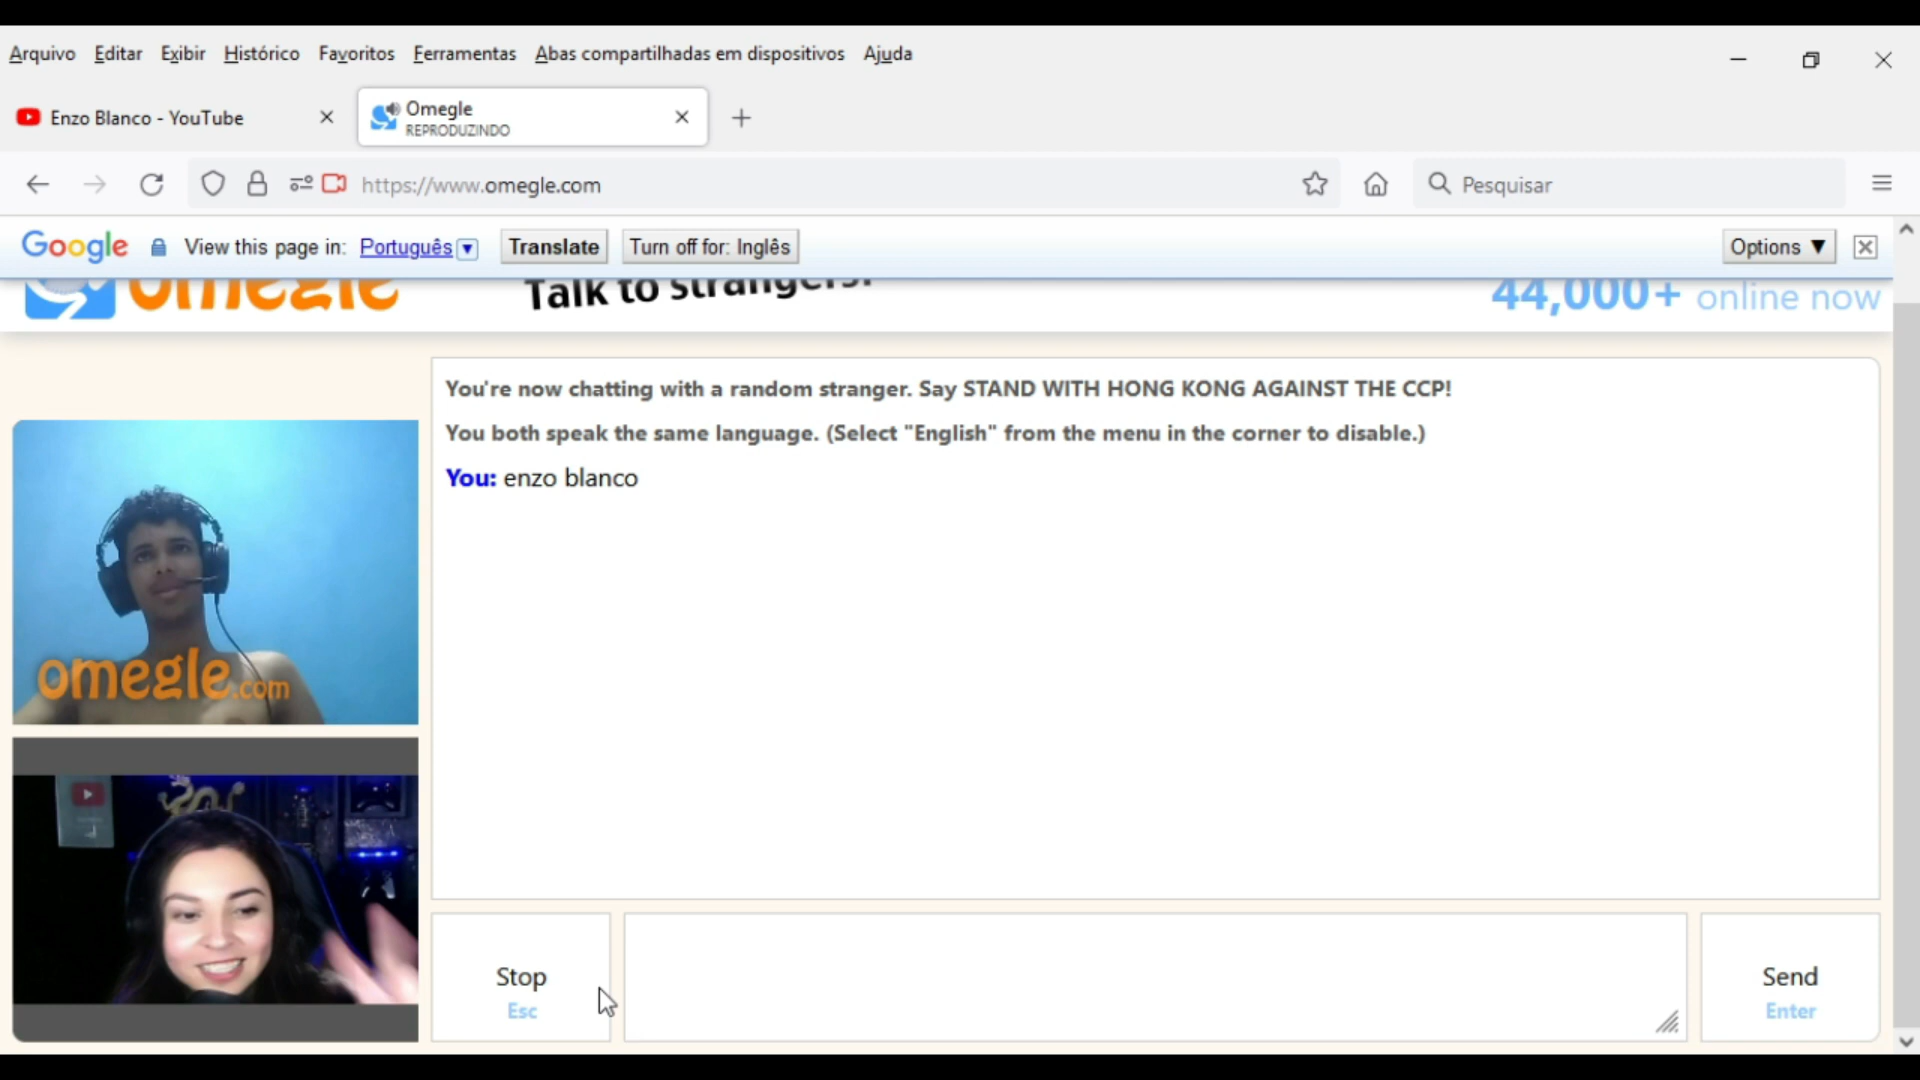 Arquivo Editar Exibir Histórico Favoritos Ferramentas Abas compartilhadas em dispositivos Ajuda
Enzo Blanco - YouTube
Omegle
REPRODUZINDO
https://www.omegle.com
Pesquisar
Google View this page in: Português Translate Turn off for: Inglês Options
omegle Talk to strangers! 44,000+ online now
You're now chatting with a random stranger. Say STAND WITH HONG KONG AGAINST THE CCP!
You both speak the same language. (Select "English" from the menu in the corner to disable.)
You: enzo blanco
omegle.com
Stop
Esc
Send
Enter